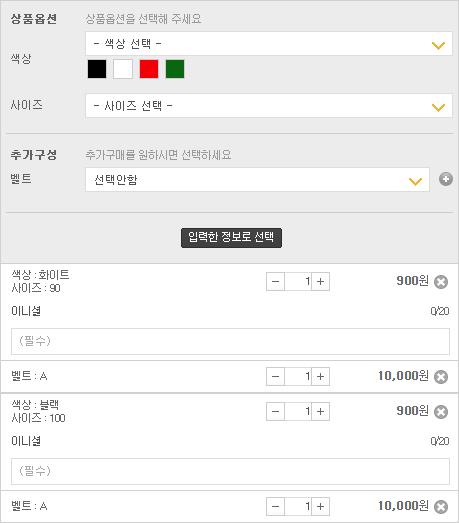 상품옵션 상품옵션을 선택해 주세요
색상 - 색상 선택 -
사이즈 - 사이즈 선택 -
추가구성 추가구매를 원하시면 선택하세요
벨트 선택안함
입력한 정보로 선택
색상 : 화이트
사이즈 : 90
- 1 + 900원
이니셜 0/20
(필수)
벨트 : A - 1 + 10,000원
색상 : 블랙
사이즈 : 100
- 1 + 900원
이니셜 0/20
(필수)
벨트 : A - 1 + 10,000원